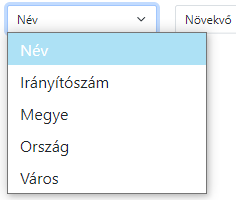 Név Növekvő
Név
Irányítószám
Megye
Ország
Város